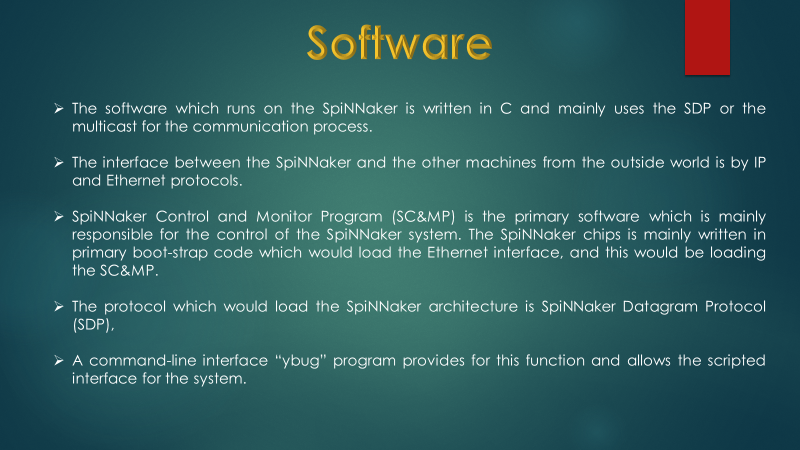 Software
➢ The software which runs on the SpiNNaker is written in C and mainly uses the SDP or the
multicast for the communication process.
➢ The interface between the SpiNNaker and the other machines from the outside world is by IP
and Ethernet protocols.
➢ SpiNNaker Control and Monitor Program (SC&MP) is the primary software which is mainly
responsible for the control of the SpiNNaker system. The SpiNNaker chips is mainly written in
primary boot-strap code which would load the Ethernet interface, and this would be loading
the SC&MP.
➢ The protocol which would load the SpiNNaker architecture is SpiNNaker Datagram Protocol
(SDP),
➢ A command-line interface “ybug” program provides for this function and allows the scripted
interface for the system.